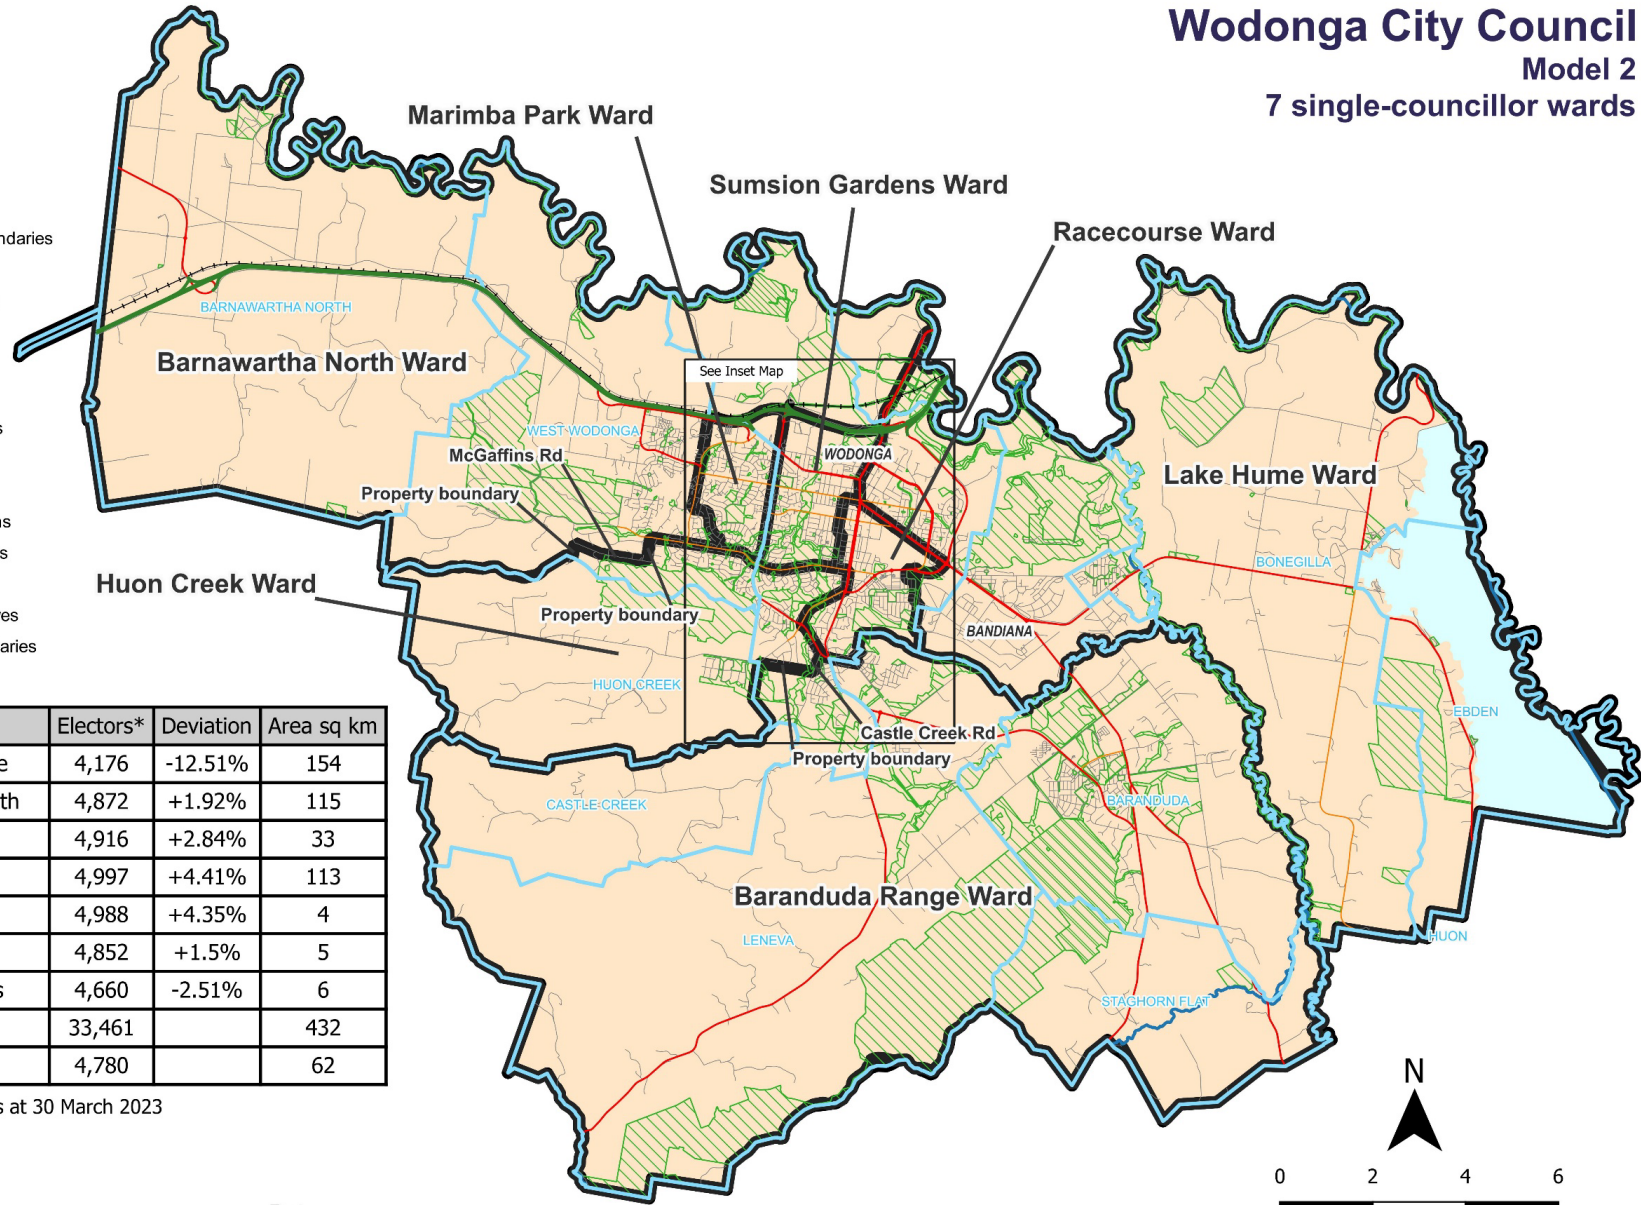 Wodonga City Council
Model 2
7 single-councillor wards
Marimba Park Ward
Sumsion Gardens Ward
Racecourse Ward
ndaries
BARNAWARTHA NORTH
Barnawartha North Ward
See Inset Map
s
WEST WODONGA
WODONGA
McGaffins Rd
Lake Hume Ward
Property boundary
ns
s
BONEGILLA
Huon Creek Ward
es
Property boundary
BANDIANA
aries
HUON CREEK
EBDEN
Castle Creek Rd
Property boundary
CASTLE CREEK
BARANDUDA
Baranduda Range Ward
LENEVA
HUON
STAGHORN FLAT
Electors* Deviation Area sq km
e 4,176 -12.51% 154
th 4,872 +1.92% 115
4,916 +2.84% 33
4,997 +4.41% 113
4,988 +4.35% 4
4,852 +1.5% 5
s 4,660 -2.51% 6
33,461 432
4,780 62
s at 30 March 2023
N
0 2 4 6